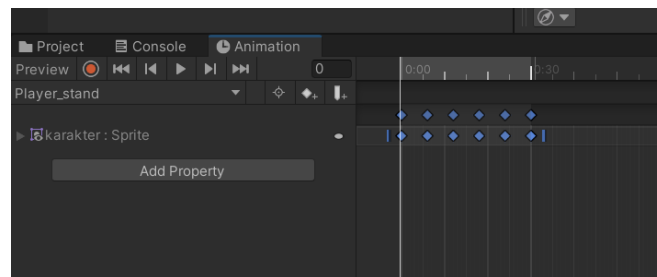 Project Console Animation
Preview 0 0:00 0:30
Player_stand
karakter : Sprite
Add Property